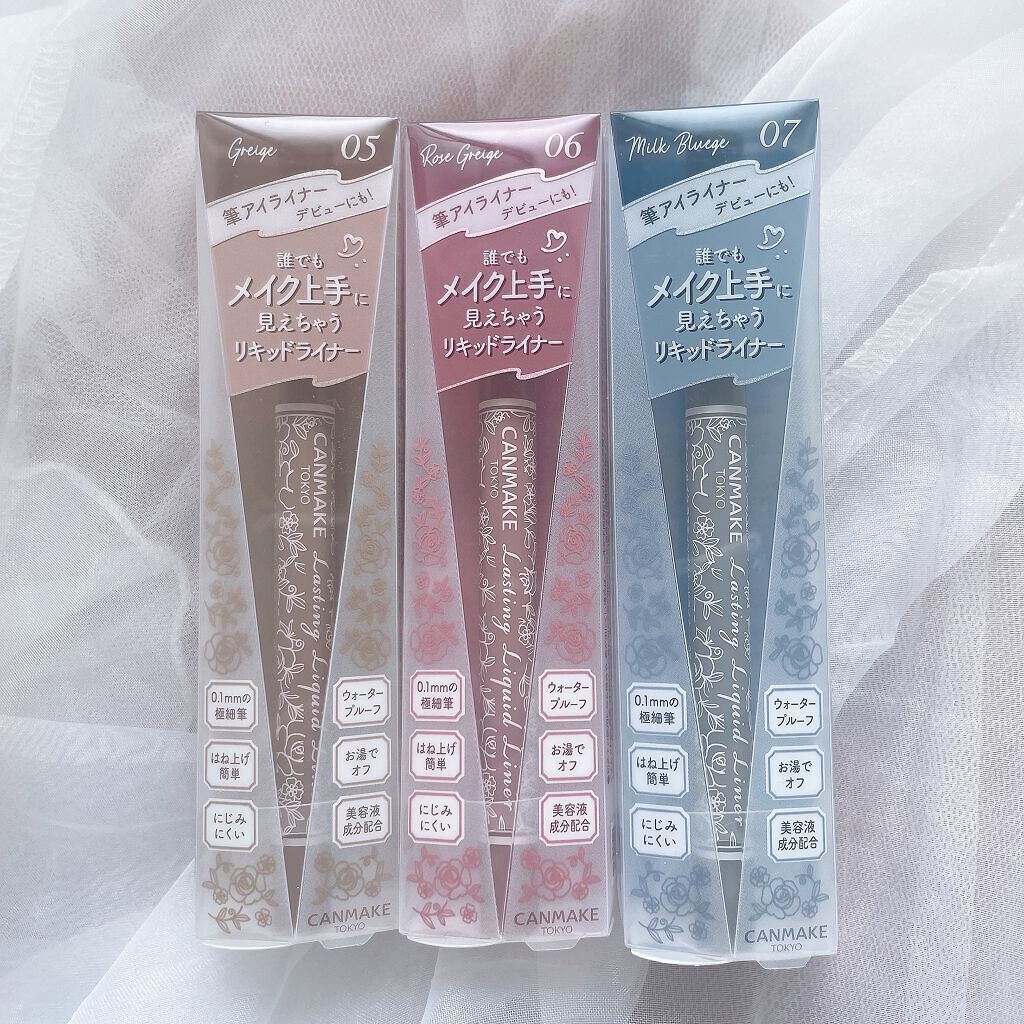 Greige 05
筆アイライナー
デビューにも!
誰でも
メイク上手に
見えちゃう
リキッドライナー
CANMAKE
TOKYO
Lasting Liquid
0.1mmの
極細筆
はね上げ
簡単
にじみ
にくい
ウォーター
プルーフ
お湯で
オフ
美容液
成分配合
CANMAKE
TOKYO
Rose Greige 06
筆アイライナー
デビューにも!
誰でも
メイク上手に
見えちゃう
リキッドライナー
CANMAKE
TOKYO
Lasting Liquid Liner
0.1mmの
極細筆
はね上げ
簡単
にじみ
にくい
ウォーター
プルーフ
お湯で
オフ
美容液
成分配合
CANMAKE
TOKYO
Milk Bluege 07
筆アイライナー
デビューにも!
誰でも
メイク上手に
見えちゃう
リキッドライナー
CANMAKE
TOKYO
Lasting Liquid Liner
0.1mmの
極細筆
はね上げ
簡単
にじみ
にくい
ウォーター
プルーフ
お湯で
オフ
美容液
成分配合
CANMAKE
TOKYO